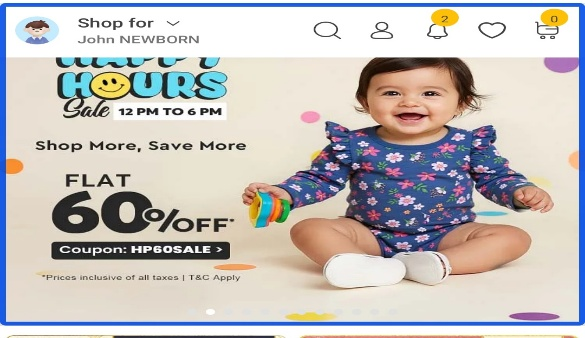 Shop for
John NEWBORN
2
0
HAPPY
HOURS
Sale 12 PM TO 6 PM
Shop More, Save More
FLAT
60%OFF*
Coupon: HP60SALE >
*Prices inclusive of all taxes | T&C Apply